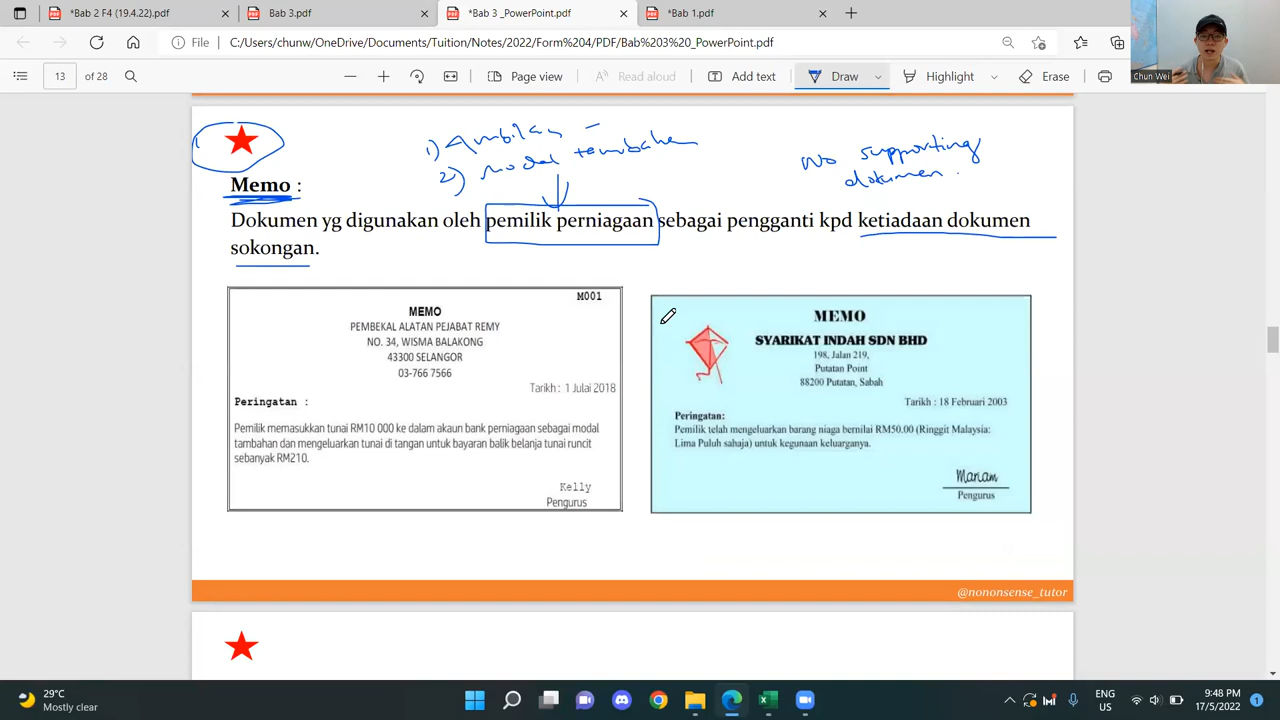 *Bab 2 F4 (19.4.22).pdf
Bab 3.pdf
*Bab 3 _PowerPoint.pdf
*Bab 1.pdf
File
C:/Users/chunw/OneDrive/Documents/Tuition/Notes/2022/Form%204/PDF/Bab%203%20_PowerPoint.pdf
Chun Wei
13 of 28
Page view
Read aloud
Add text
Draw
Highlight
Erase
1) Ambilan
2) modal tambahan
No supporting
dokumen.
Memo :
Dokumen yg digunakan oleh pemilik perniagaan sebagai pengganti kpd ketiadaan dokumen
sokongan.
M001
MEMO
PEMBEKAL ALATAN PEJABAT REMY
NO. 34, WISMA BALAKONG
43300 SELANGOR
03-766 7566
Tarikh : 1 Julai 2018
Peringatan :
Pemilik memasukkan tunai RM10 000 ke dalam akaun bank perniagaan sebagai modal
tambahan dan mengeluarkan tunai di tangan untuk bayaran balik belanja tunai runcit
sebanyak RM210.
Kelly
Pengurus
MEMO
SYARIKAT INDAH SDN BHD
198, Jalan 219,
Putatan Point
88200 Putatan, Sabah
Tarikh : 18 Februari 2003
Peringatan:
Pemilik telah mengeluarkan barang niaga bernilai RM50.00 (Ringgit Malaysia:
Lima Puluh sahaja) untuk kegunaan keluarganya.
Mariam
Pengurus
@nononsense_tutor
29°C
Mostly clear
ENG
US
9:48 PM
17/5/2022